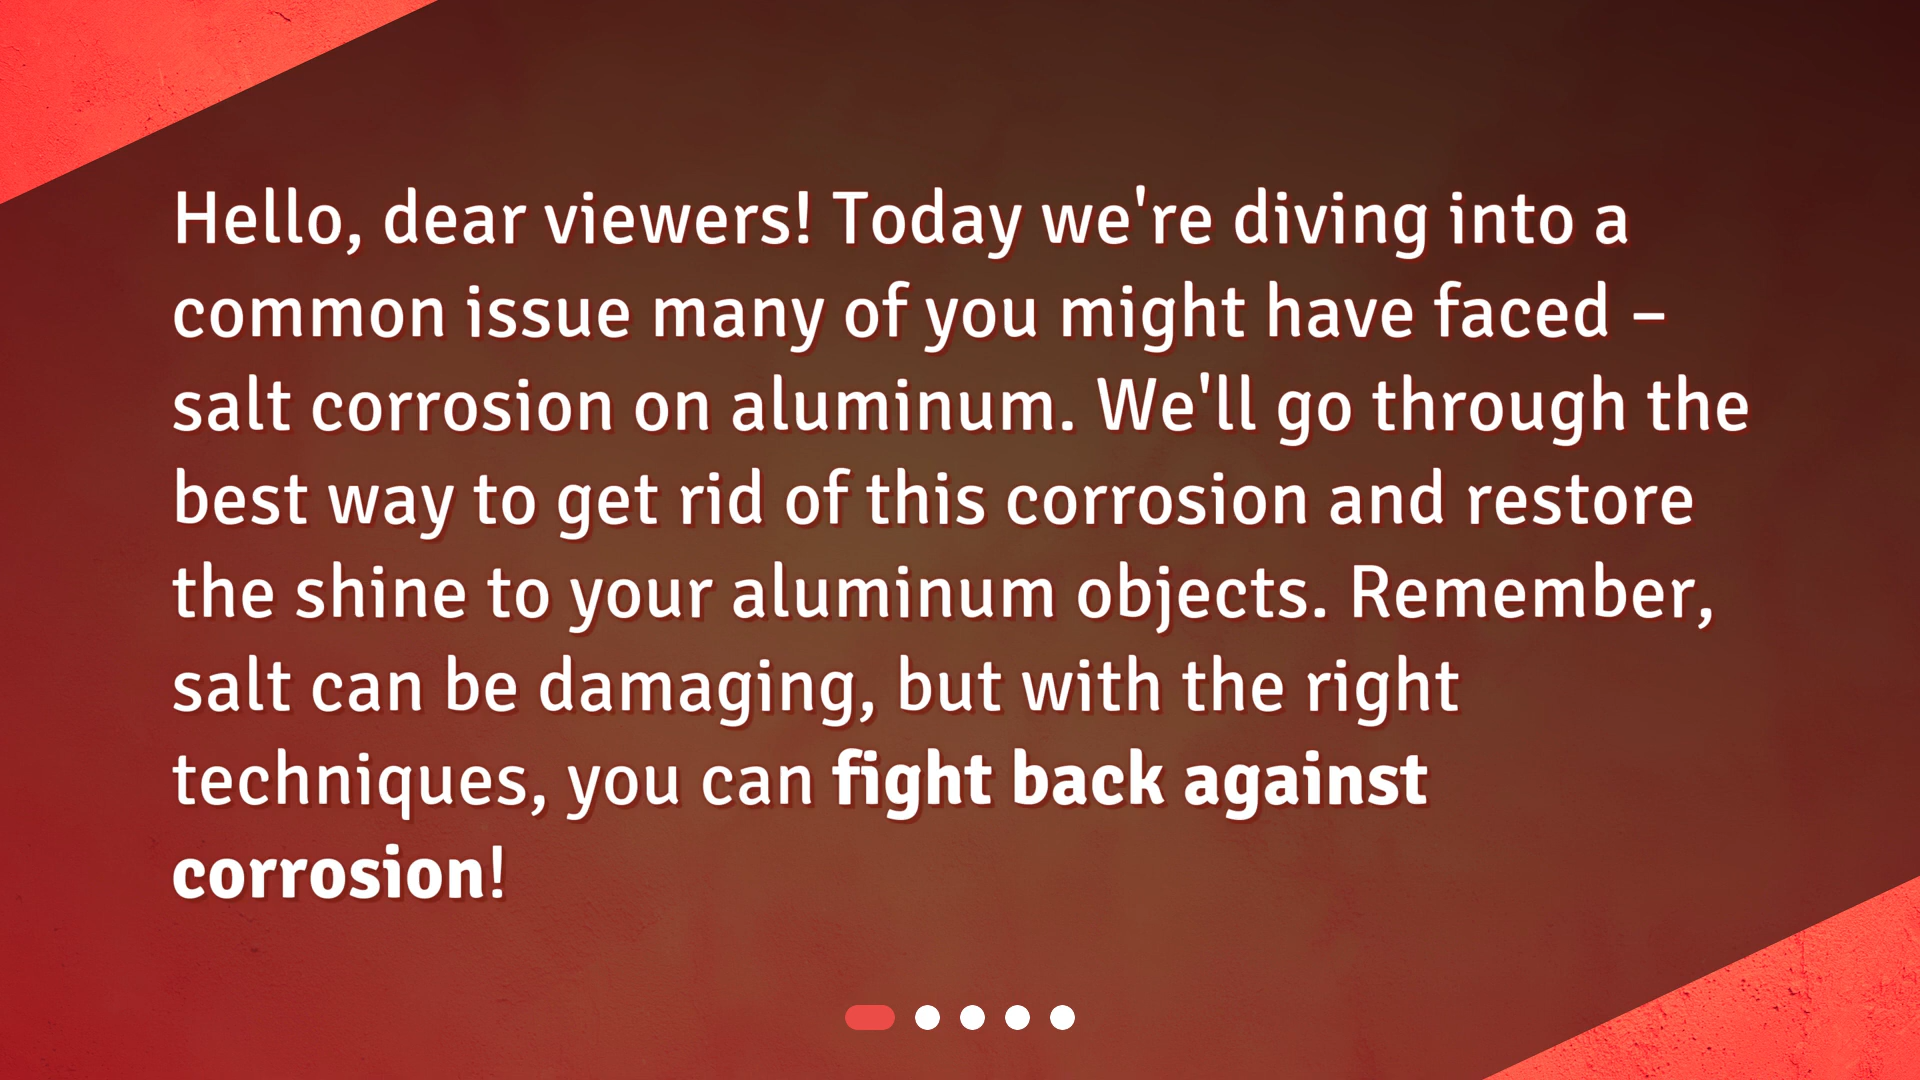 Hello, dear viewers! Today we're diving into a
common issue many of you might have faced –
salt corrosion on aluminum. We'll go through the
best way to get rid of this corrosion and restore
the shine to your aluminum objects. Remember,
salt can be damaging, but with the right
techniques, you can fight back against
corrosion!